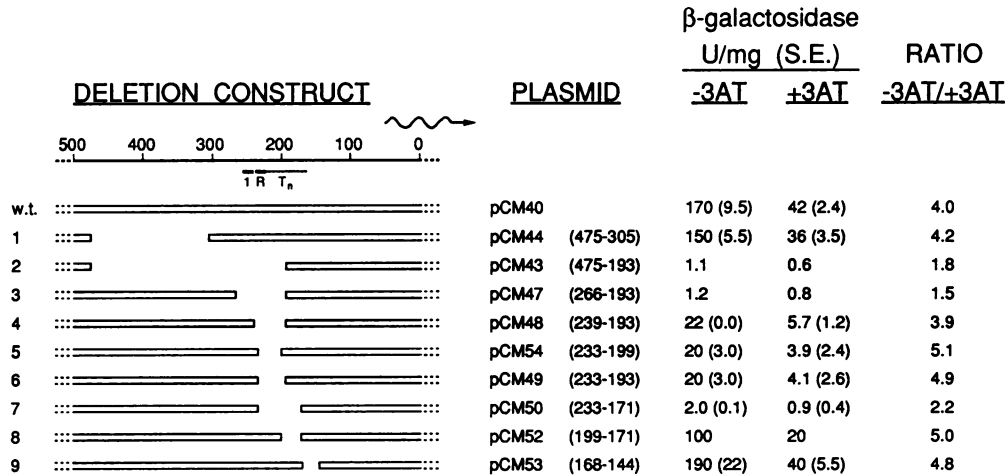 β-galactosidase
U/mg (S.E.) RATIO
DELETION CONSTRUCT PLASMID -3AT +3AT -3AT/+3AT
500 400 300 200 100 0
1 R Tn
w.t. pCM40 170 (9.5) 42 (2.4) 4.0
1 pCM44 (475-305) 150 (5.5) 36 (3.5) 4.2
2 pCM43 (475-193) 1.1 0.6 1.8
3 pCM47 (266-193) 1.2 0.8 1.5
4 pCM48 (239-193) 22 (0.0) 5.7 (1.2) 3.9
5 pCM54 (233-199) 20 (3.0) 3.9 (2.4) 5.1
6 pCM49 (233-193) 20 (3.0) 4.1 (2.6) 4.9
7 pCM50 (233-171) 2.0 (0.1) 0.9 (0.4) 2.2
8 pCM52 (199-171) 100 20 5.0
9 pCM53 (168-144) 190 (22) 40 (5.5) 4.8